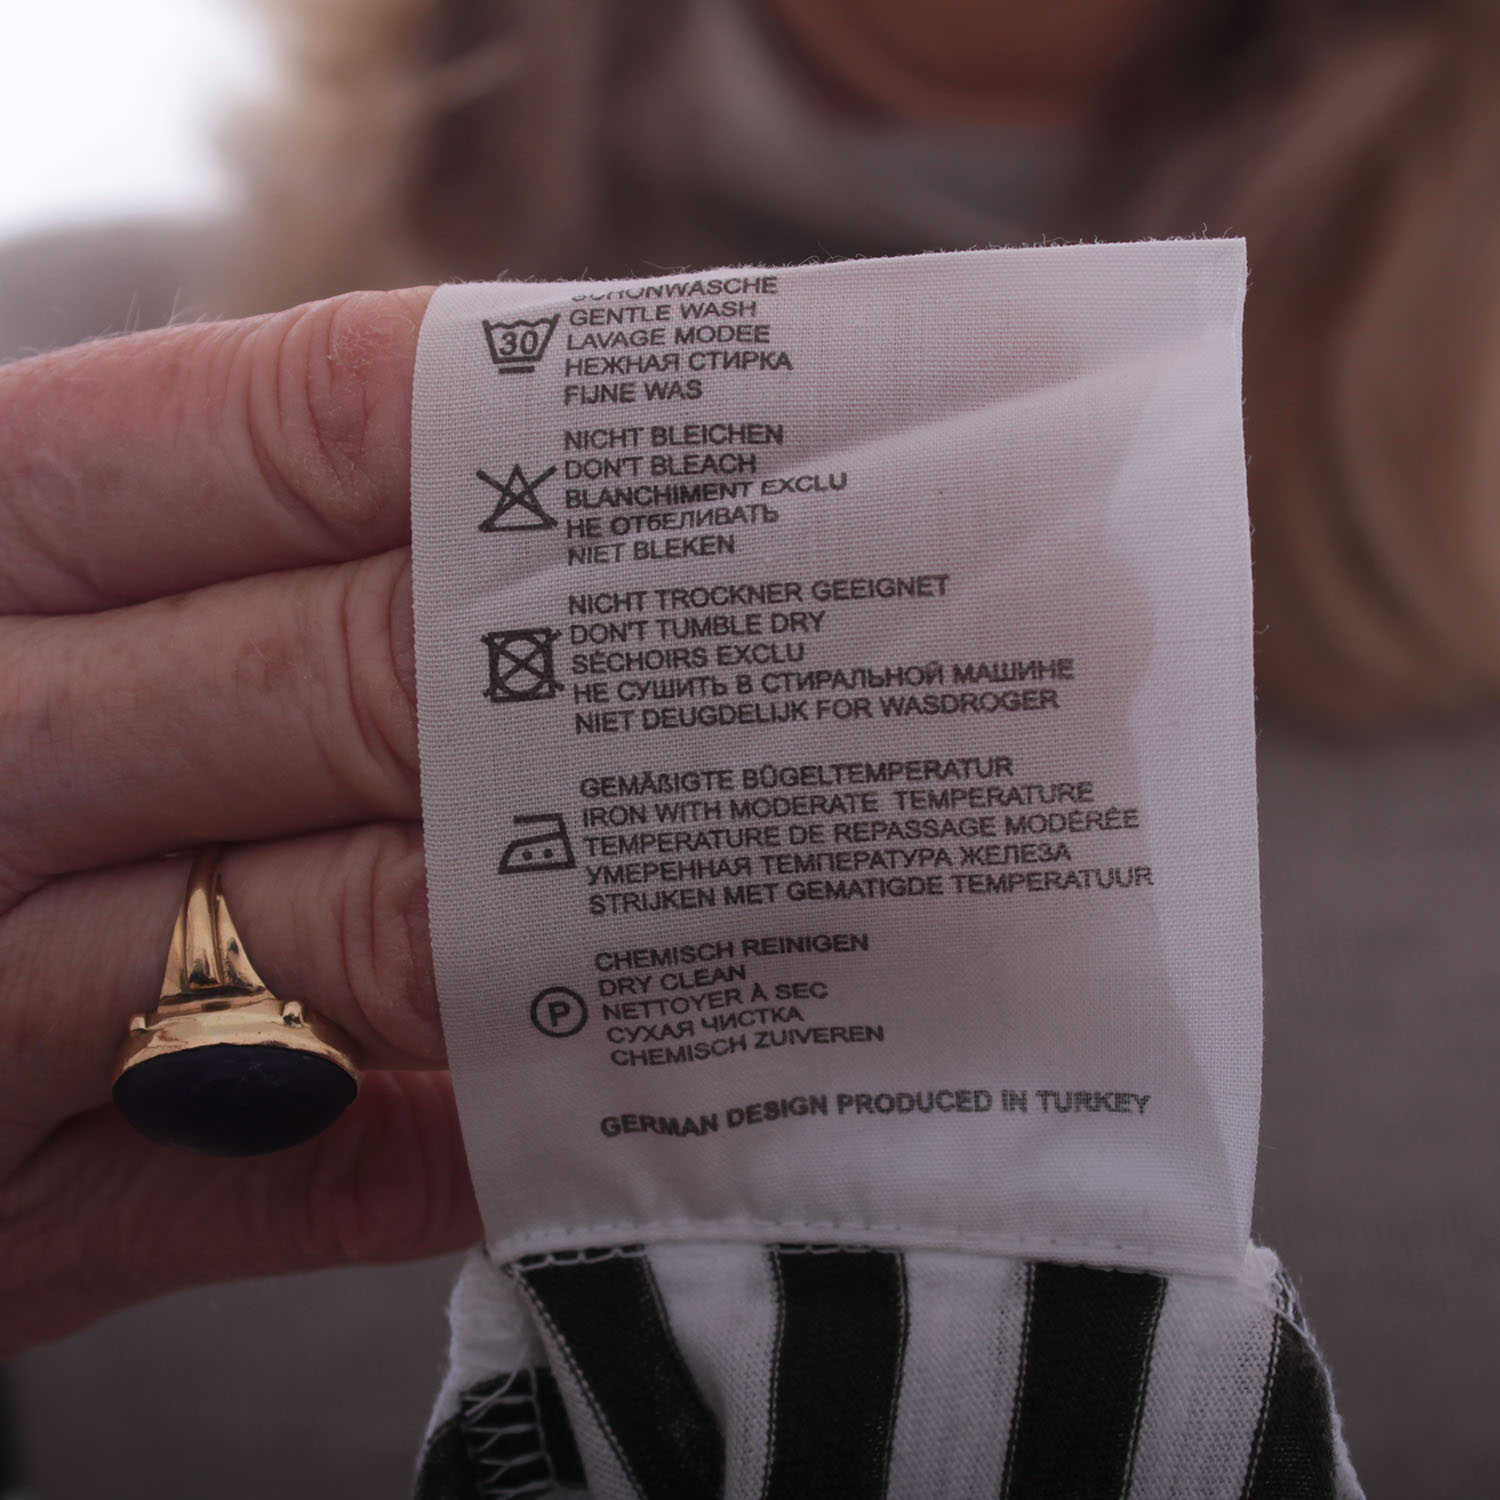 SCHONWASCHE
GENTLE WASH
30
LAVAGE MODEE
НЕЖНАЯ СТИРКА
FIJNE WAS
NICHT BLEICHEN
DON'T BLEACH
BLANCHIMENT EXCLU
НЕ ОТбЕЛИВАТЬ
NIET BLEKEN
NICHT TROCKNER GEEIGNET
DON'T TUMBLE DRY
SÉCHOIRS EXCLU
НЕ СУШИТЬ В СТИРАЛЬНОЙ МАШИНЕ
NIET DEUGDELIJK FOR WASDROGER
GEMÄßIGTE BÜGELTEMPERATUR
IRON WITH MODERATE TEMPERATURE
TEMPERATURE DE REPASSAGE MODÉRÉE
УМЕРЕННАЯ ТЕМПЕРАТУРА ЖЕЛЕЗА
STRIJKEN MET GEMATIGDE TEMPERATUUR
CHEMISCH REINIGEN
DRY CLEAN
P
NETTOYER À SEC
СУХАЯ ЧИСТКА
CHEMISCH ZUIVEREN
GERMAN DESIGN PRODUCED IN TURKEY